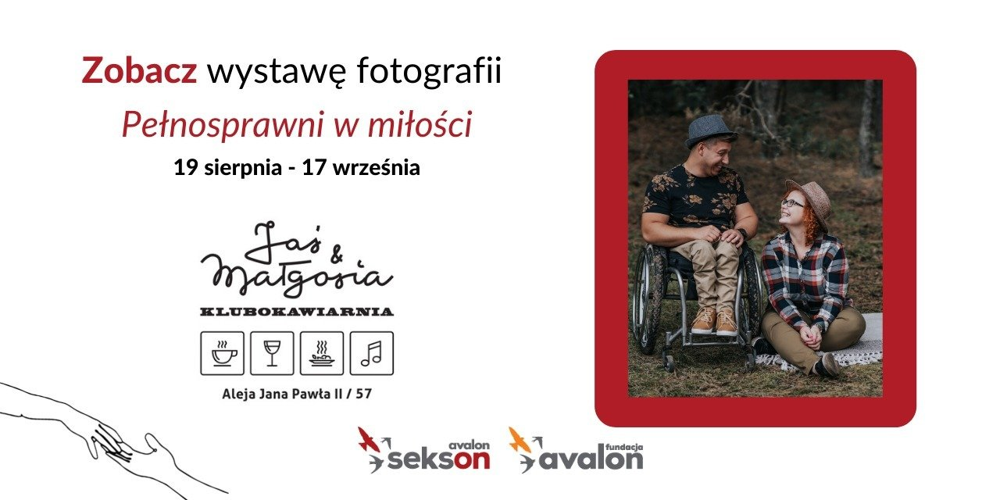 Zobacz wystawę fotografii
Pełnosprawni w miłości
19 sierpnia - 17 września
Jaś &
Małgosia
KLUBOKAWIARNIA
Aleja Jana Pawła II / 57
avalon
sekson
fundacja
avalon